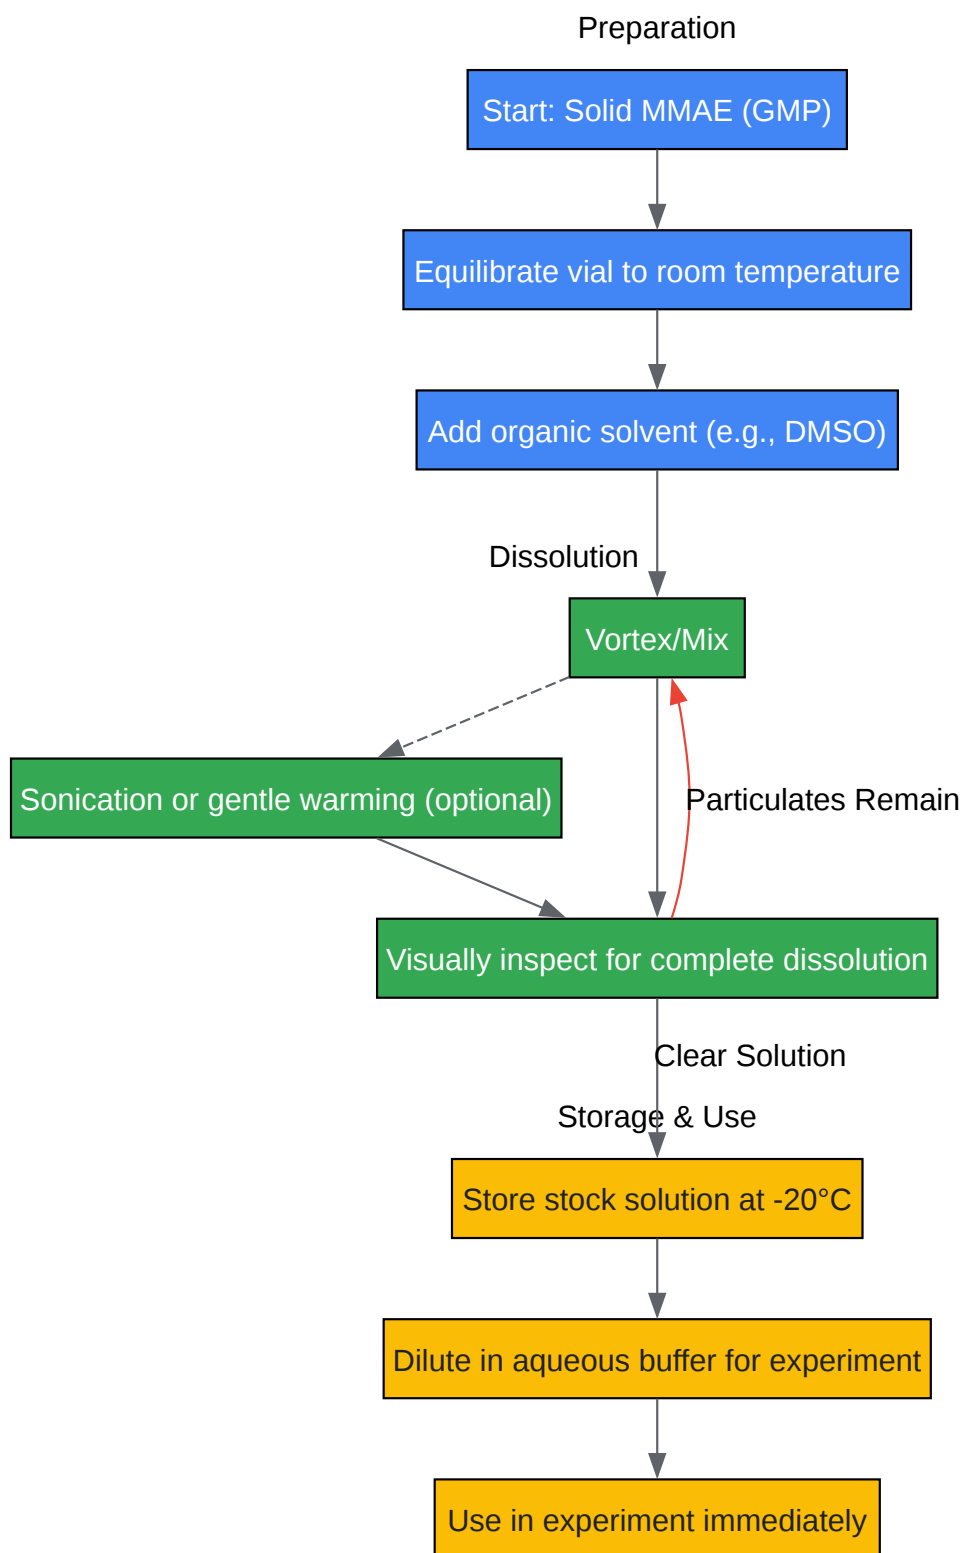 Preparation
Start: Solid MMAE (GMP)
Equilibrate vial to room temperature
Add organic solvent (e.g., DMSO)
Dissolution
Vortex/Mix
Sonication or gentle warming (optional)
Particulates Remain
Visually inspect for complete dissolution
Clear Solution
Storage & Use
Store stock solution at -20°C
Dilute in aqueous buffer for experiment
Use in experiment immediately